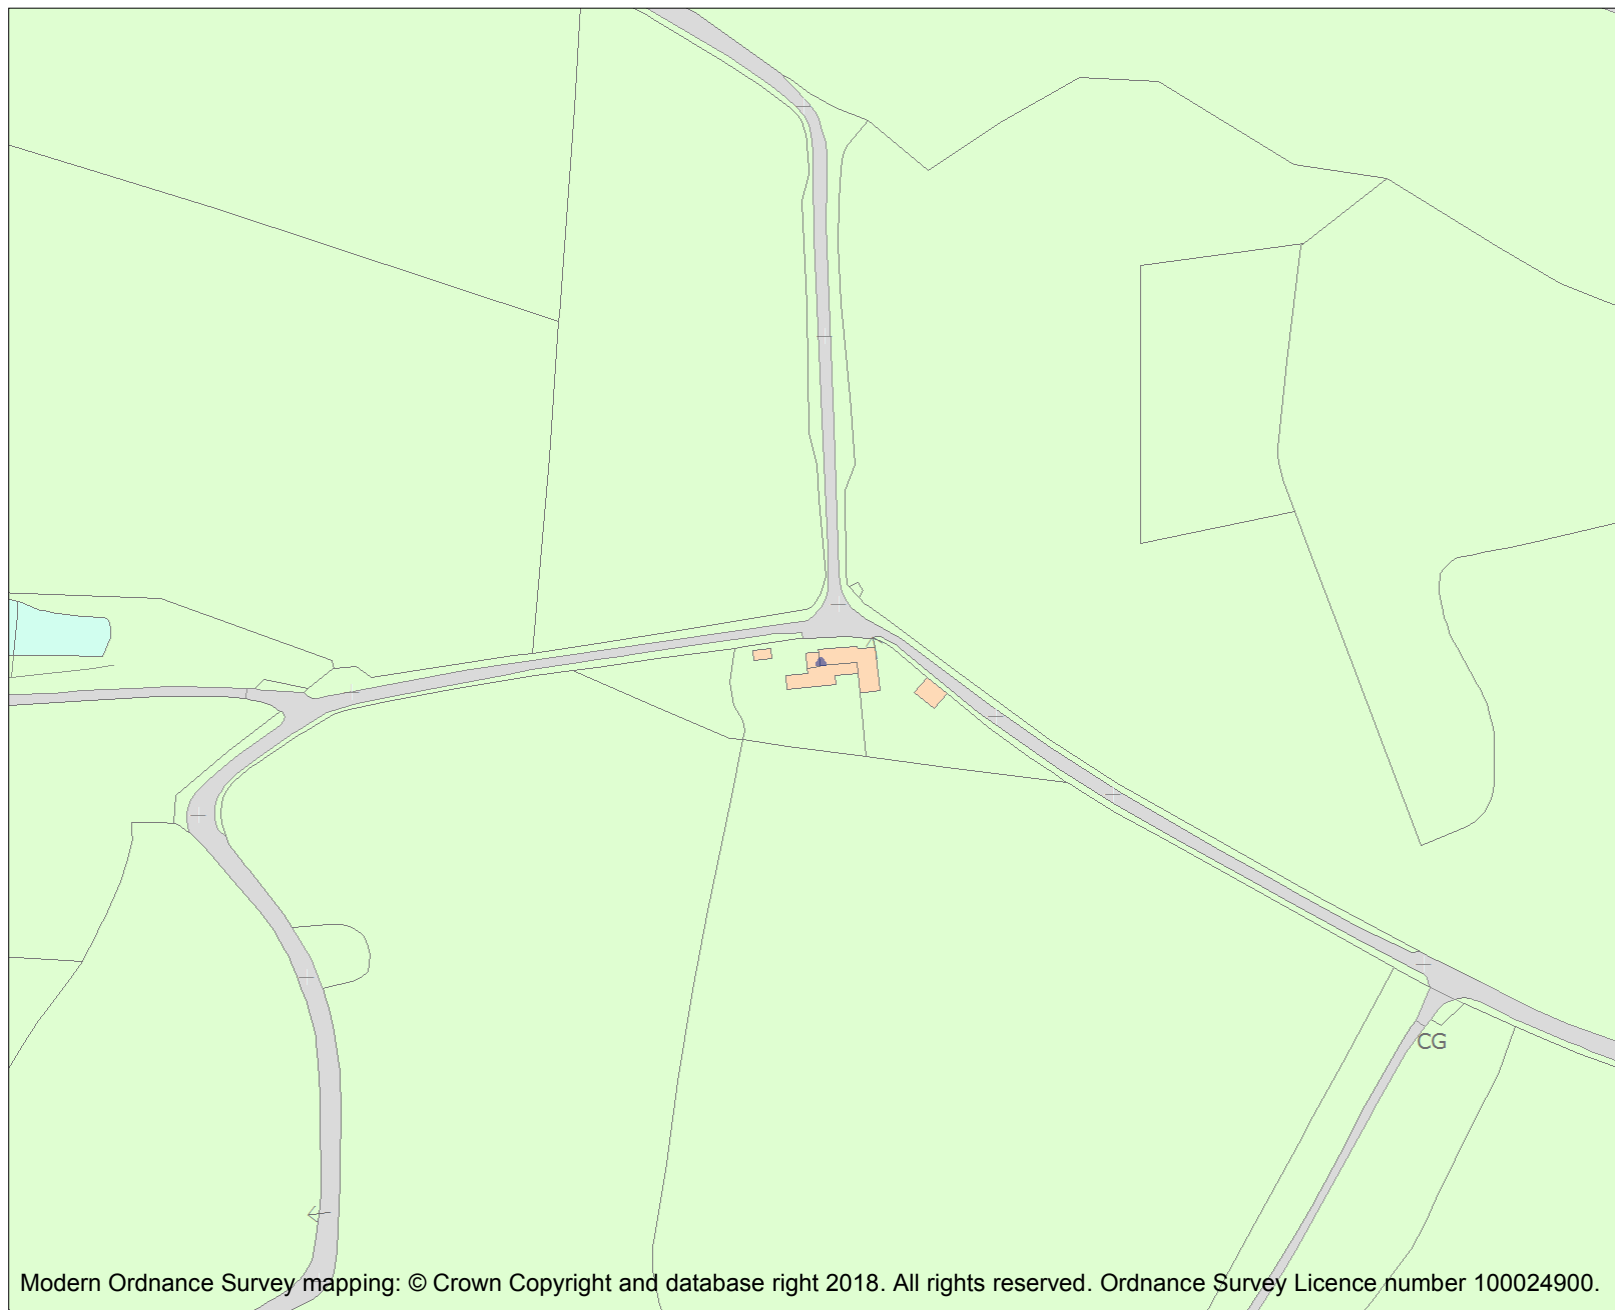 CG
Modern Ordnance Survey mapping: © Crown Copyright and database right 2018. All rights reserved. Ordnance Survey Licence number 100024900.